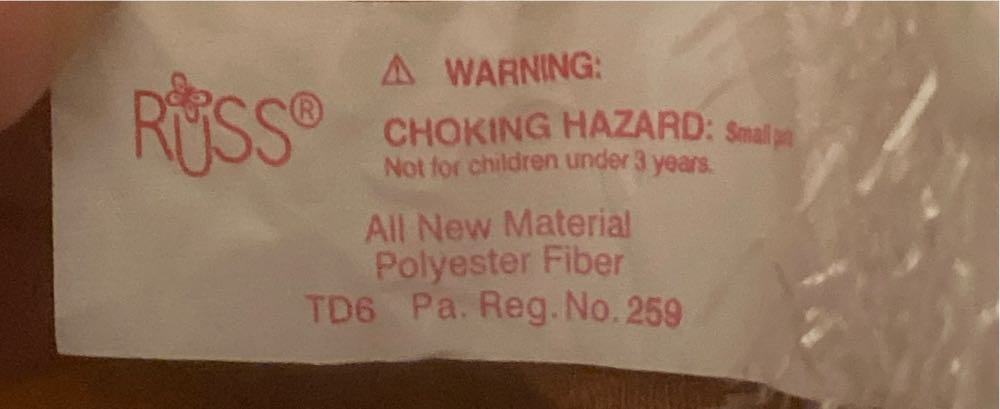 RUSS®
⚠ WARNING:
CHOKING HAZARD: Small
Not for children under 3 years.
All New Material
Polyester Fiber
TD6 Pa. Reg. No. 259